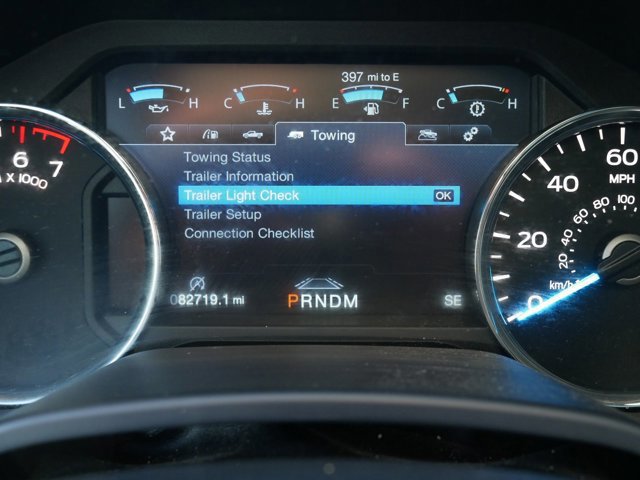 397 mi to E
L H C H E F C H
Towing
Towing Status
Trailer Information
Trailer Light Check OK
Trailer Setup
Connection Checklist
082719.1 mi
PRNDM
SE
6 7
x 1000
0 20 40 60
MPH
20 40 60 80 100
km/h